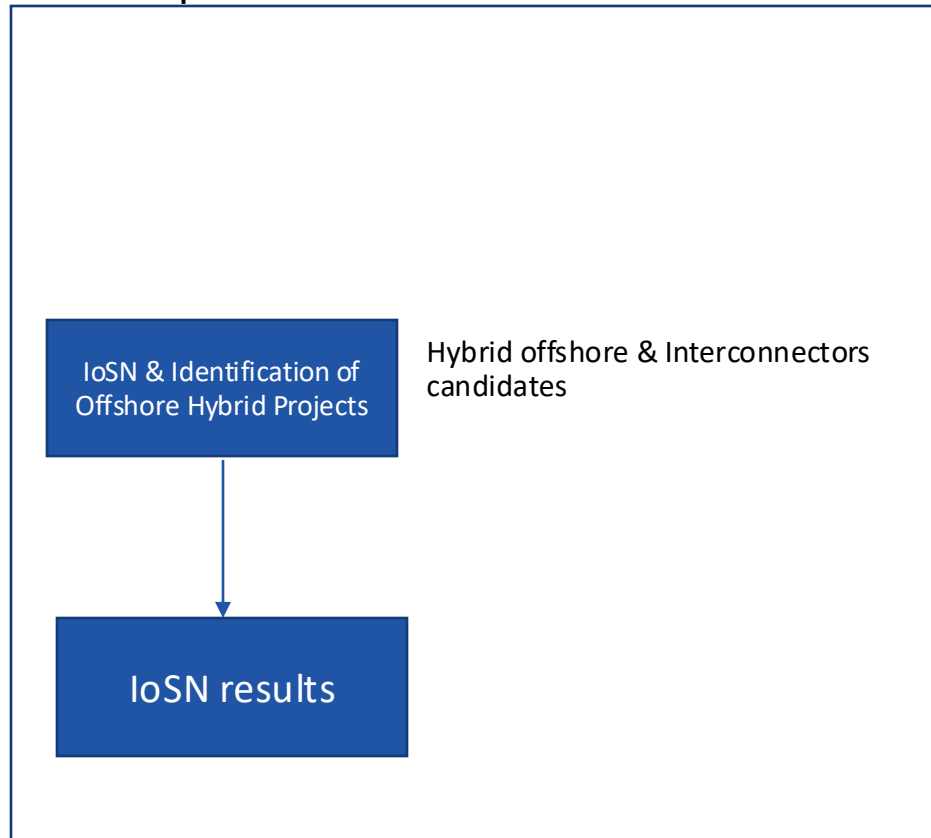 IoSN & Identification of
Offshore Hybrid Projects
Hybrid offshore & Interconnectors
candidates
IoSN results